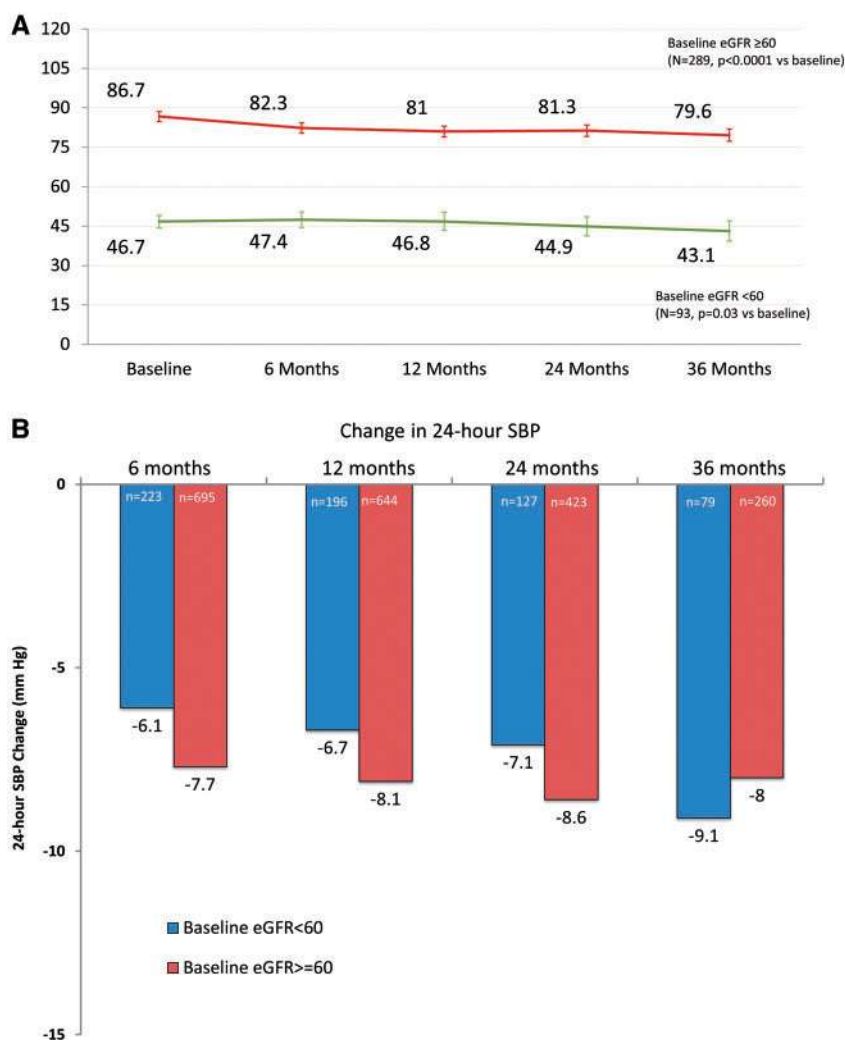 A
120
105
90
75
60
45
30
15
0
Baseline eGFR ≥60
(N=289, p<0.0001 vs baseline)
86.7
82.3
81
81.3
79.6
46.7
47.4
46.8
44.9
43.1
Baseline eGFR <60
(N=93, p=0.03 vs baseline)
Baseline
6 Months
12 Months
24 Months
36 Months
B
Change in 24-hour SBP
6 months
12 months
24 months
36 months
0
-5
-10
-15
24-hour SBP Change (mm Hg)
n=223
n=695
n=196
n=644
n=127
n=423
n=79
n=260
-6.1
-7.7
-6.7
-8.1
-7.1
-8.6
-9.1
-8
Baseline eGFR<60
Baseline eGFR>=60